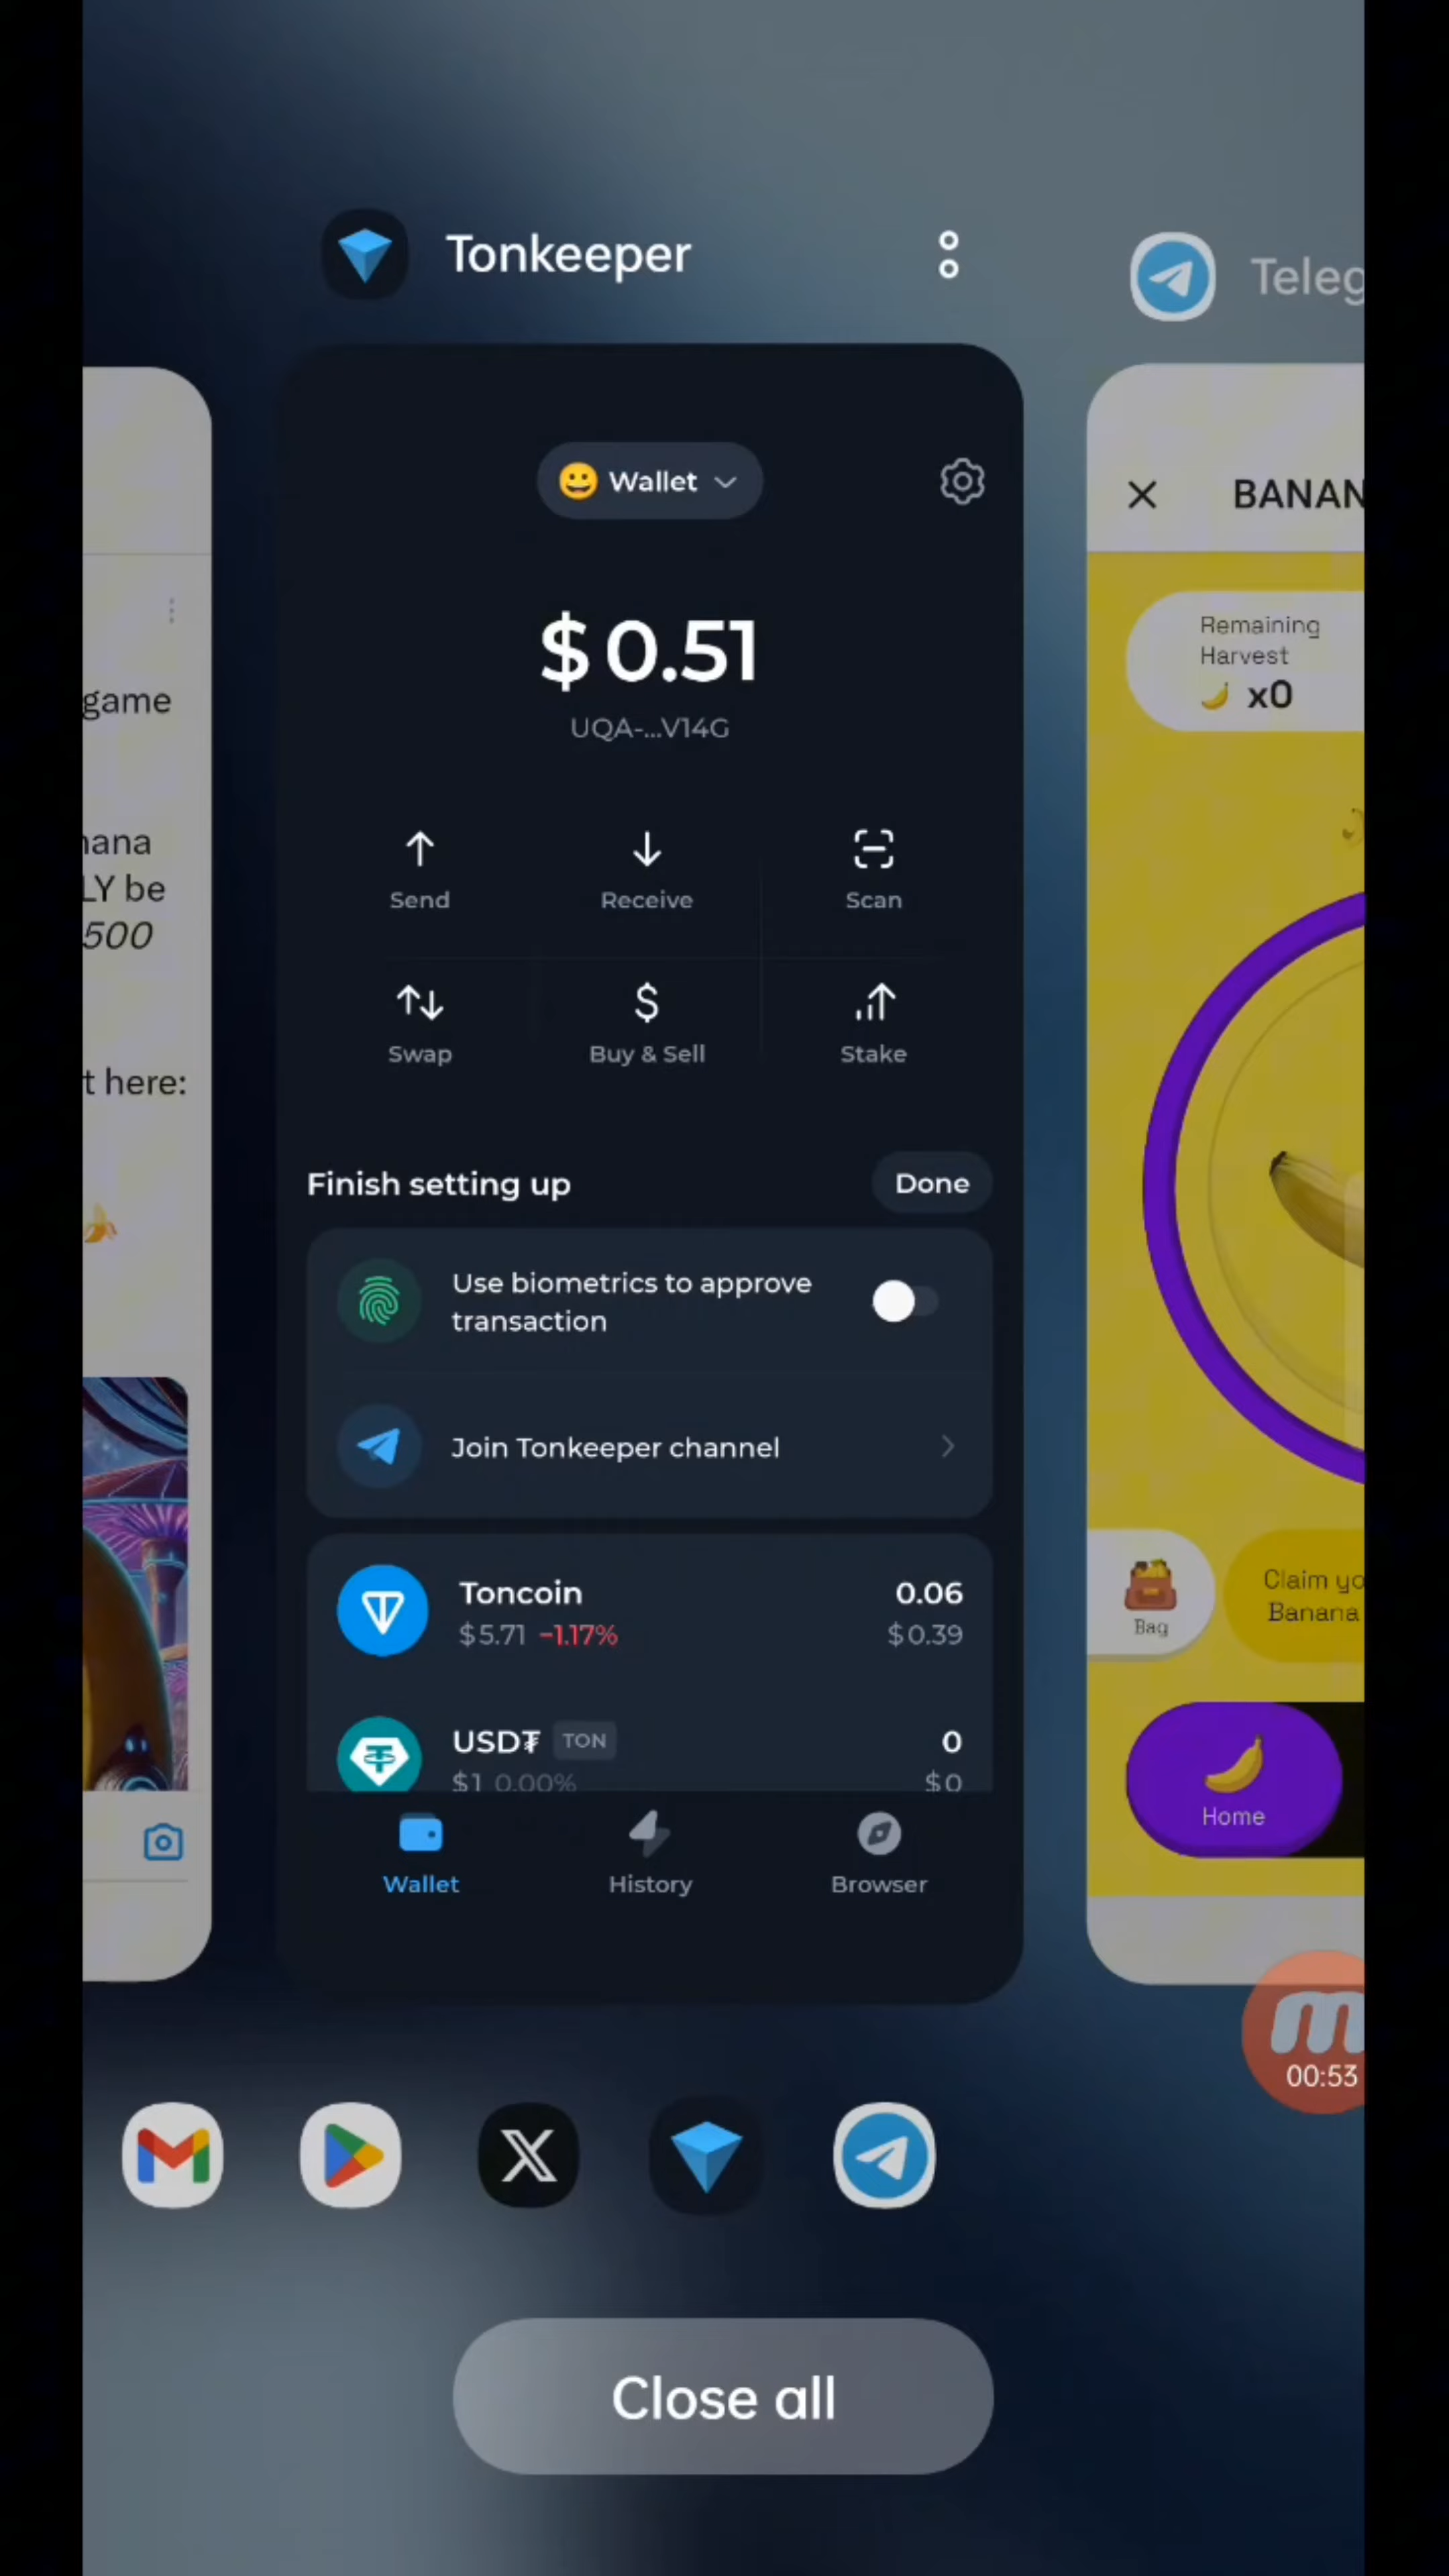 Tonkeeper
Teleg
Wallet
$ 0.51
UQA-...V14G
Send
Receive
Scan
Swap
$
Buy & Sell
Stake
Finish setting up
Done
Use biometrics to approve
transaction
Join Tonkeeper channel
Toncoin
0.06
$5.71 −1.17%
$0.39
USD₮ TON
0
$1 0.00%
$0
Wallet
History
Browser
game
nana
LY be
500
t here:
BANAN
Remaining
Harvest
x0
Bag
Claim yo
Banana
Home
m
00:53
X
Close all